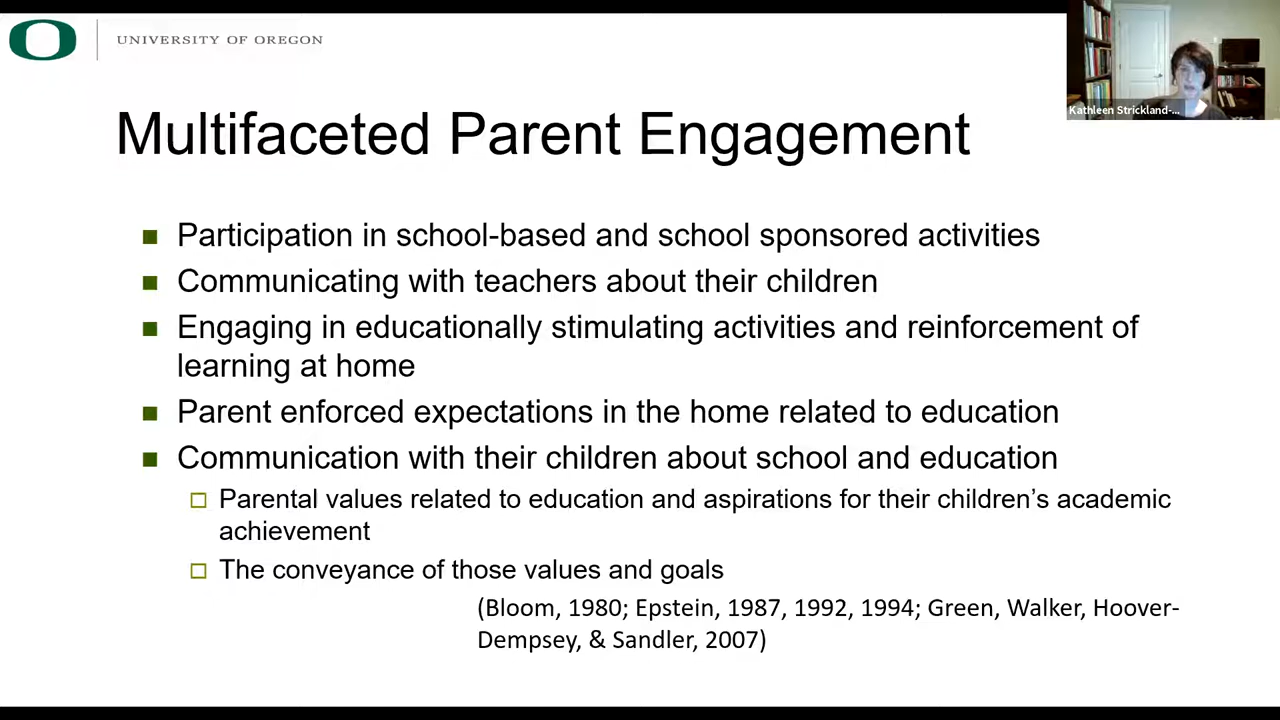 UNIVERSITY OF OREGON
Kathleen Strickland-...
Multifaceted Parent Engagement
Participation in school-based and school sponsored activities
Communicating with teachers about their children
Engaging in educationally stimulating activities and reinforcement of
learning at home
Parent enforced expectations in the home related to education
Communication with their children about school and education
Parental values related to education and aspirations for their children’s academic
achievement
The conveyance of those values and goals
(Bloom, 1980; Epstein, 1987, 1992, 1994; Green, Walker, Hoover-
Dempsey, & Sandler, 2007)